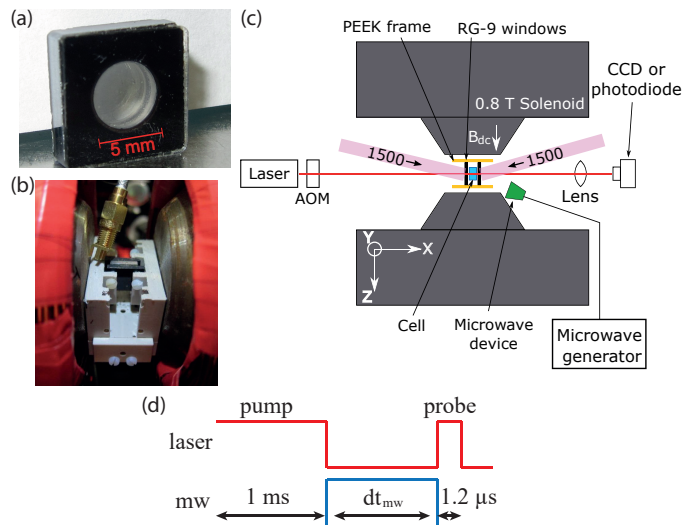 (a)
5 mm
(b)
(c)
PEEK frame
RG-9 windows
CCD or
photodiode
0.8 T Solenoid
B_dc
1500
1500
Laser
AOM
Lens
Y
X
Z
Cell
Microwave
device
Microwave
generator
(d)
pump
probe
laser
mw
1 ms
dt_mw
1.2 µs